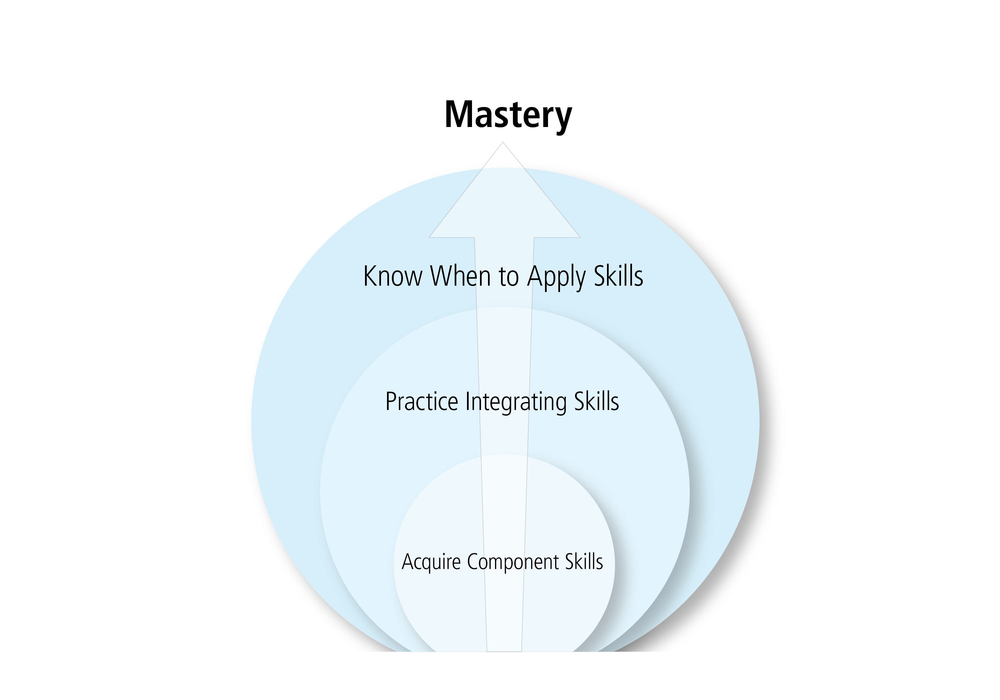 Mastery
Know When to Apply Skills
Practice Integrating Skills
Acquire Component Skills